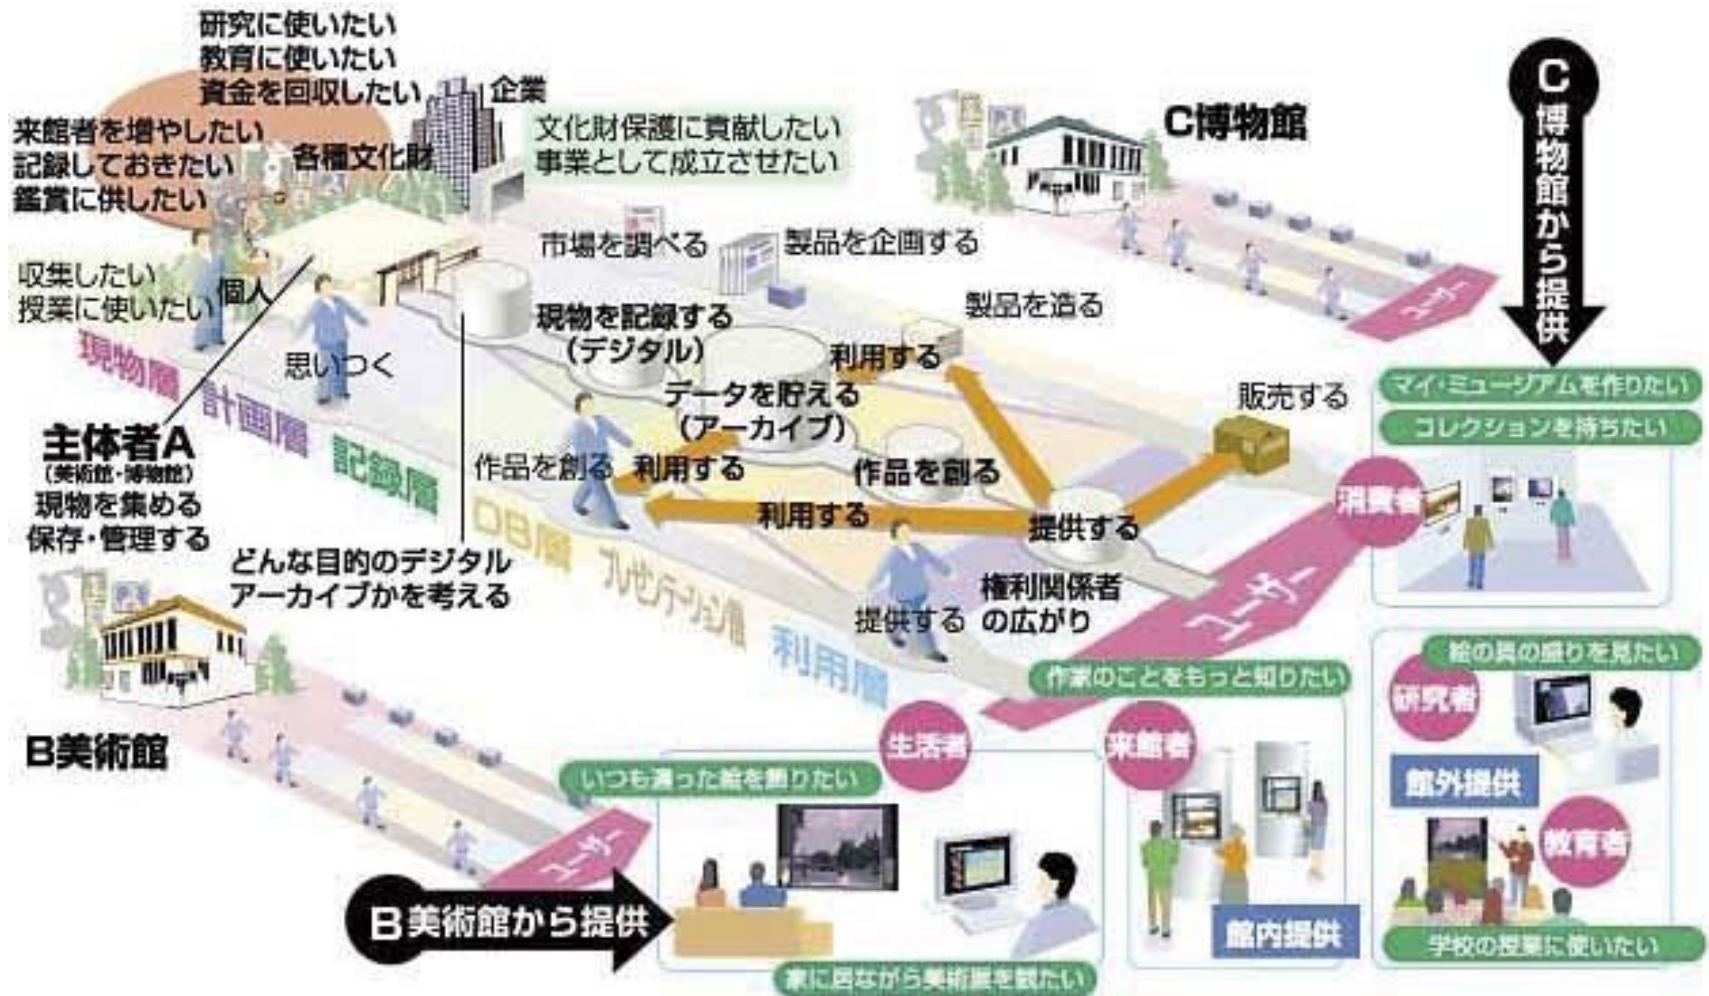 研究に使いたい
教育に使いたい
資金を回収したい
来館者を増やしたい
記録しておきたい
鑑賞に供したい
各種文化財
企業
文化財保護に貢献したい
事業として成立させたい
C博物館
C博物館から提供
収集したい
授業に使いたい
個人
思いつく
市場を調べる
製品を企画する
製品を造る
現物を記録する
(デジタル)
利用する
データを貯える
(アーカイブ)
販売する
ユーザー
現物層
計画層
記録層
DB層
プレゼンテーション層
利用層
主体者A
(美術館・博物館)
現物を集める
保存・管理する
どんな目的のデジタル
アーカイブかを考える
作品を創る
利用する
作品を創る
利用する
提供する
提供する
権利関係者
の広がり
ユーザー
マイ・ミュージアムを作りたい
コレクションを持ちたい
消費者
絵の具の盛りを見たい
研究者
館外提供
教育者
学校の授業に使いたい
作家のことをもっと知りたい
来館者
館内提供
生活者
いつも違った絵を飾りたい
家に居ながら美術展を観たい
B美術館
ユーザー
B美術館から提供